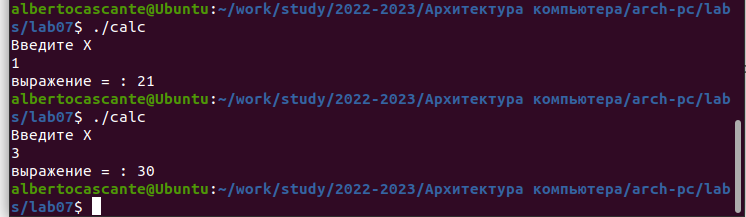 albertocascante@Ubuntu:~/work/study/2022-2023/Архитектура компьютера/arch-pc/lab
s/lab07$ ./calc
Введите X
1
выражение = : 21
albertocascante@Ubuntu:~/work/study/2022-2023/Архитектура компьютера/arch-pc/lab
s/lab07$ ./calc
Введите X
3
выражение = : 30
albertocascante@Ubuntu:~/work/study/2022-2023/Архитектура компьютера/arch-pc/lab
s/lab07$